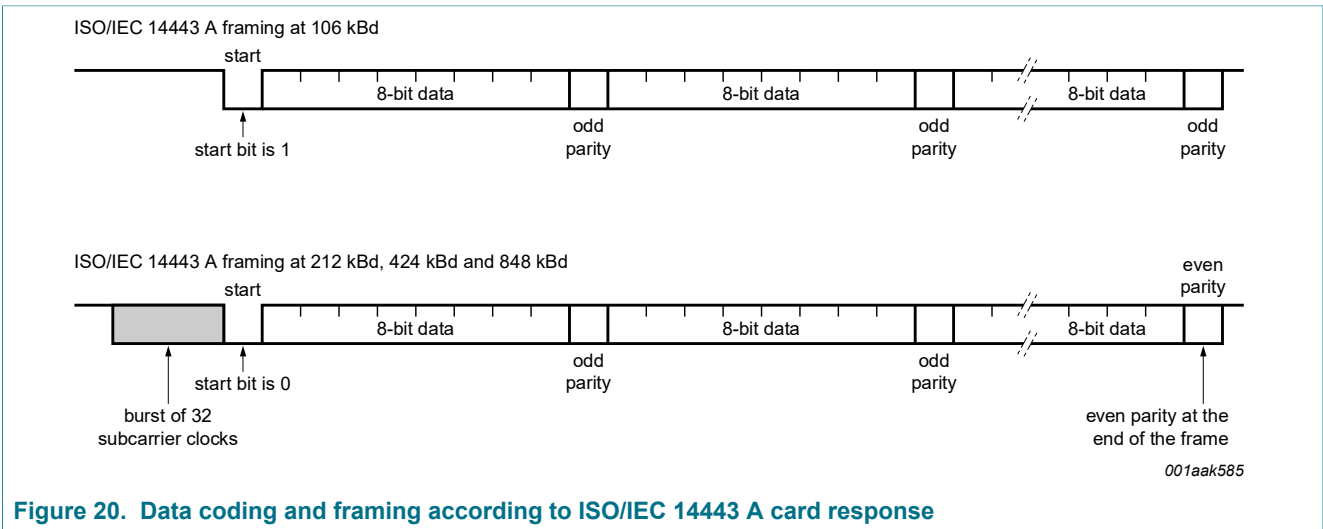 ISO/IEC 14443 A framing at 106 kBd
start
8-bit data
8-bit data
8-bit data
odd
parity
odd
parity
odd
parity
start bit is 1
ISO/IEC 14443 A framing at 212 kBd, 424 kBd and 848 kBd
even
parity
start
8-bit data
8-bit data
8-bit data
odd
parity
odd
parity
start bit is 0
burst of 32
subcarrier clocks
even parity at the
end of the frame
001aak585
Figure 20. Data coding and framing according to ISO/IEC 14443 A card response